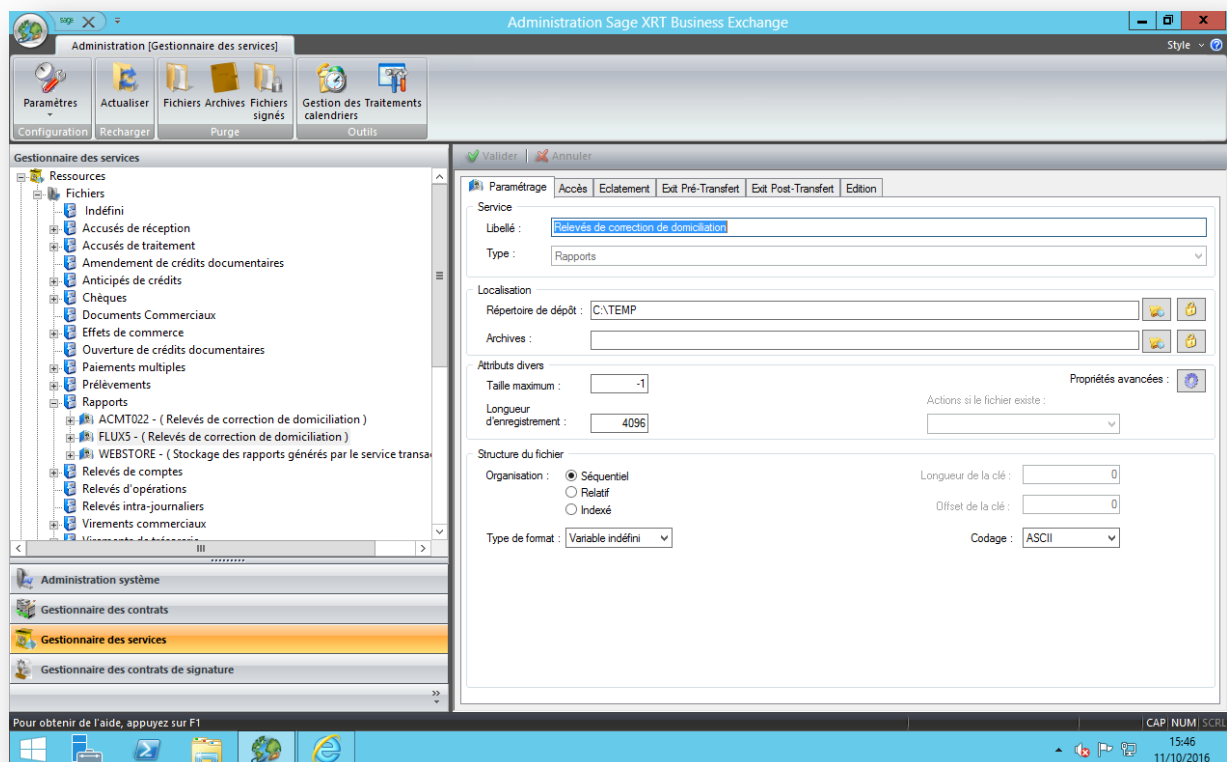 sage
Administration Sage XRT Business Exchange
Administration [Gestionnaire des services]
Style
Paramètres
Actualiser
Fichiers
Archives
Fichiers signés
Gestion des calendriers
Traitements
Configuration
Recharger
Purge
Outils
Gestionnaire des services
Ressources
Fichiers
Indéfini
Accusés de réception
Accusés de traitement
Amendement de crédits documentaires
Anticipés de crédits
Chèques
Documents Commerciaux
Effets de commerce
Ouverture de crédits documentaires
Paiements multiples
Prélèvements
Rapports
ACMT022 - ( Relevés de correction de domiciliation )
FLUX5 - ( Relevés de correction de domiciliation )
WEBSTORE - ( Stockage des rapports générés par le service transa
Relevés de comptes
Relevés d'opérations
Relevés intra-journaliers
Virements commerciaux
Virements de trésorerie
Administration système
Gestionnaire des contrats
Gestionnaire des services
Gestionnaire des contrats de signature
Valider
Annuler
Paramétrage
Accès
Eclatement
Exit Pré-Transfert
Exit Post-Transfert
Edition
Service
Libellé :
Relevés de correction de domiciliation
Type :
Rapports
Localisation
Répertoire de dépôt :
C:\TEMP
Archives :
Attributs divers
Taille maximum :
-1
Propriétés avancées :
Longueur d'enregistrement :
4096
Actions si le fichier existe :
Structure du fichier
Organisation :
Séquentiel
Relatif
Indexé
Longueur de la clé :
0
Offset de la clé :
0
Type de format :
Variable indéfini
Codage :
ASCII
Pour obtenir de l'aide, appuyez sur F1
CAP NUM SCRL
15:46
11/10/2016